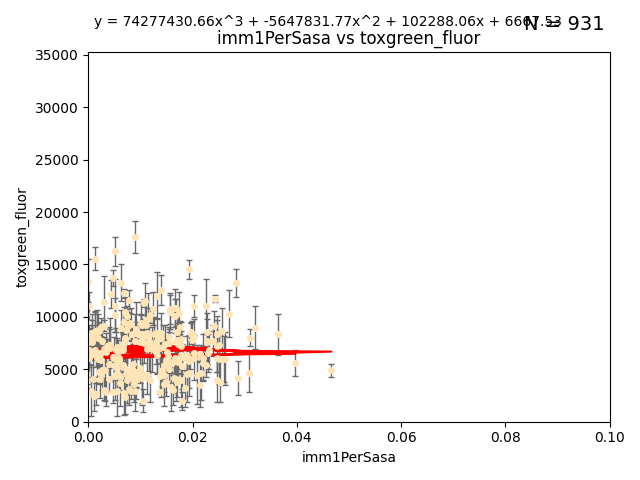 y = 74277430.66x^3 + -5647831.77x^2 + 102288.06x + 6667.53
N = 931
imm1PerSasa vs toxgreen_fluor
35000
30000
25000
20000
15000
10000
5000
0
toxgreen_fluor
0.00 0.02 0.04 0.06 0.08 0.10
imm1PerSasa